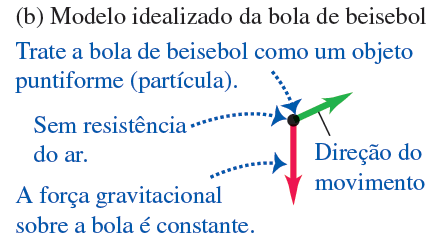 (b) Modelo idealizado da bola de beisebol
Trate a bola de beisebol como um objeto
puntiforme (partícula).
Sem resistência
do ar.
Direção do
movimento
A força gravitacional
sobre a bola é constante.